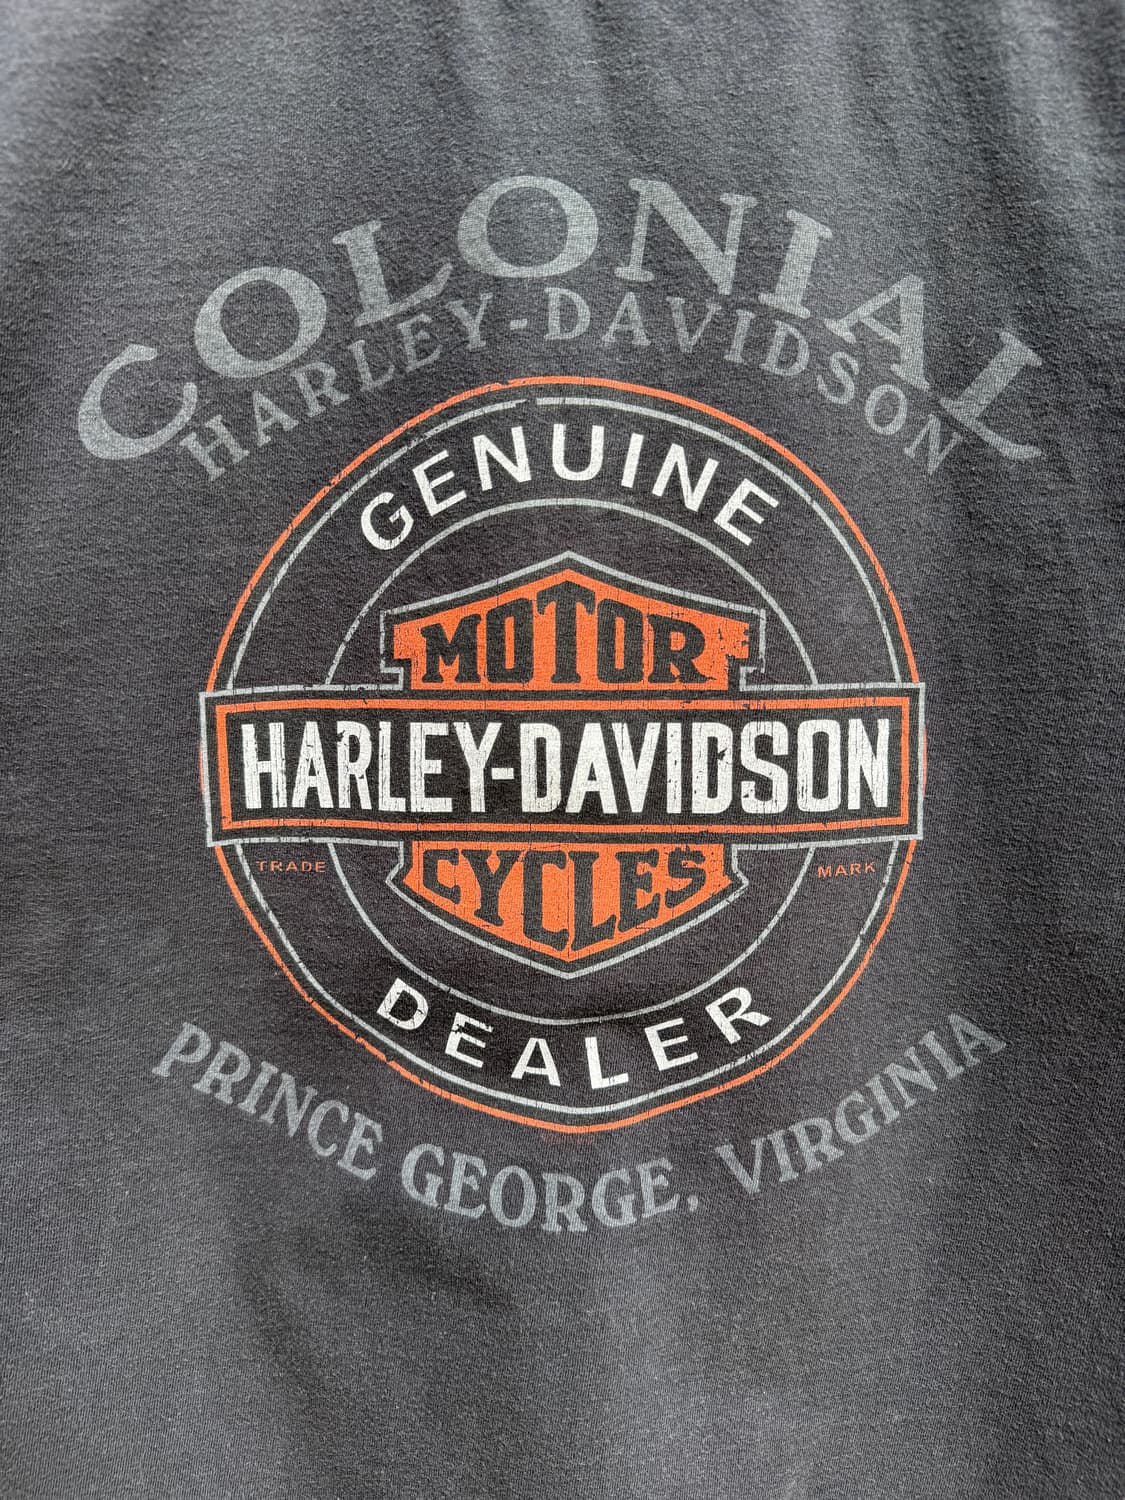 COLONIAL
HARLEY-DAVIDSON
GENUINE
MOTOR
HARLEY-DAVIDSON
TRADE MARK
CYCLES
DEALER
PRINCE GEORGE, VIRGINIA